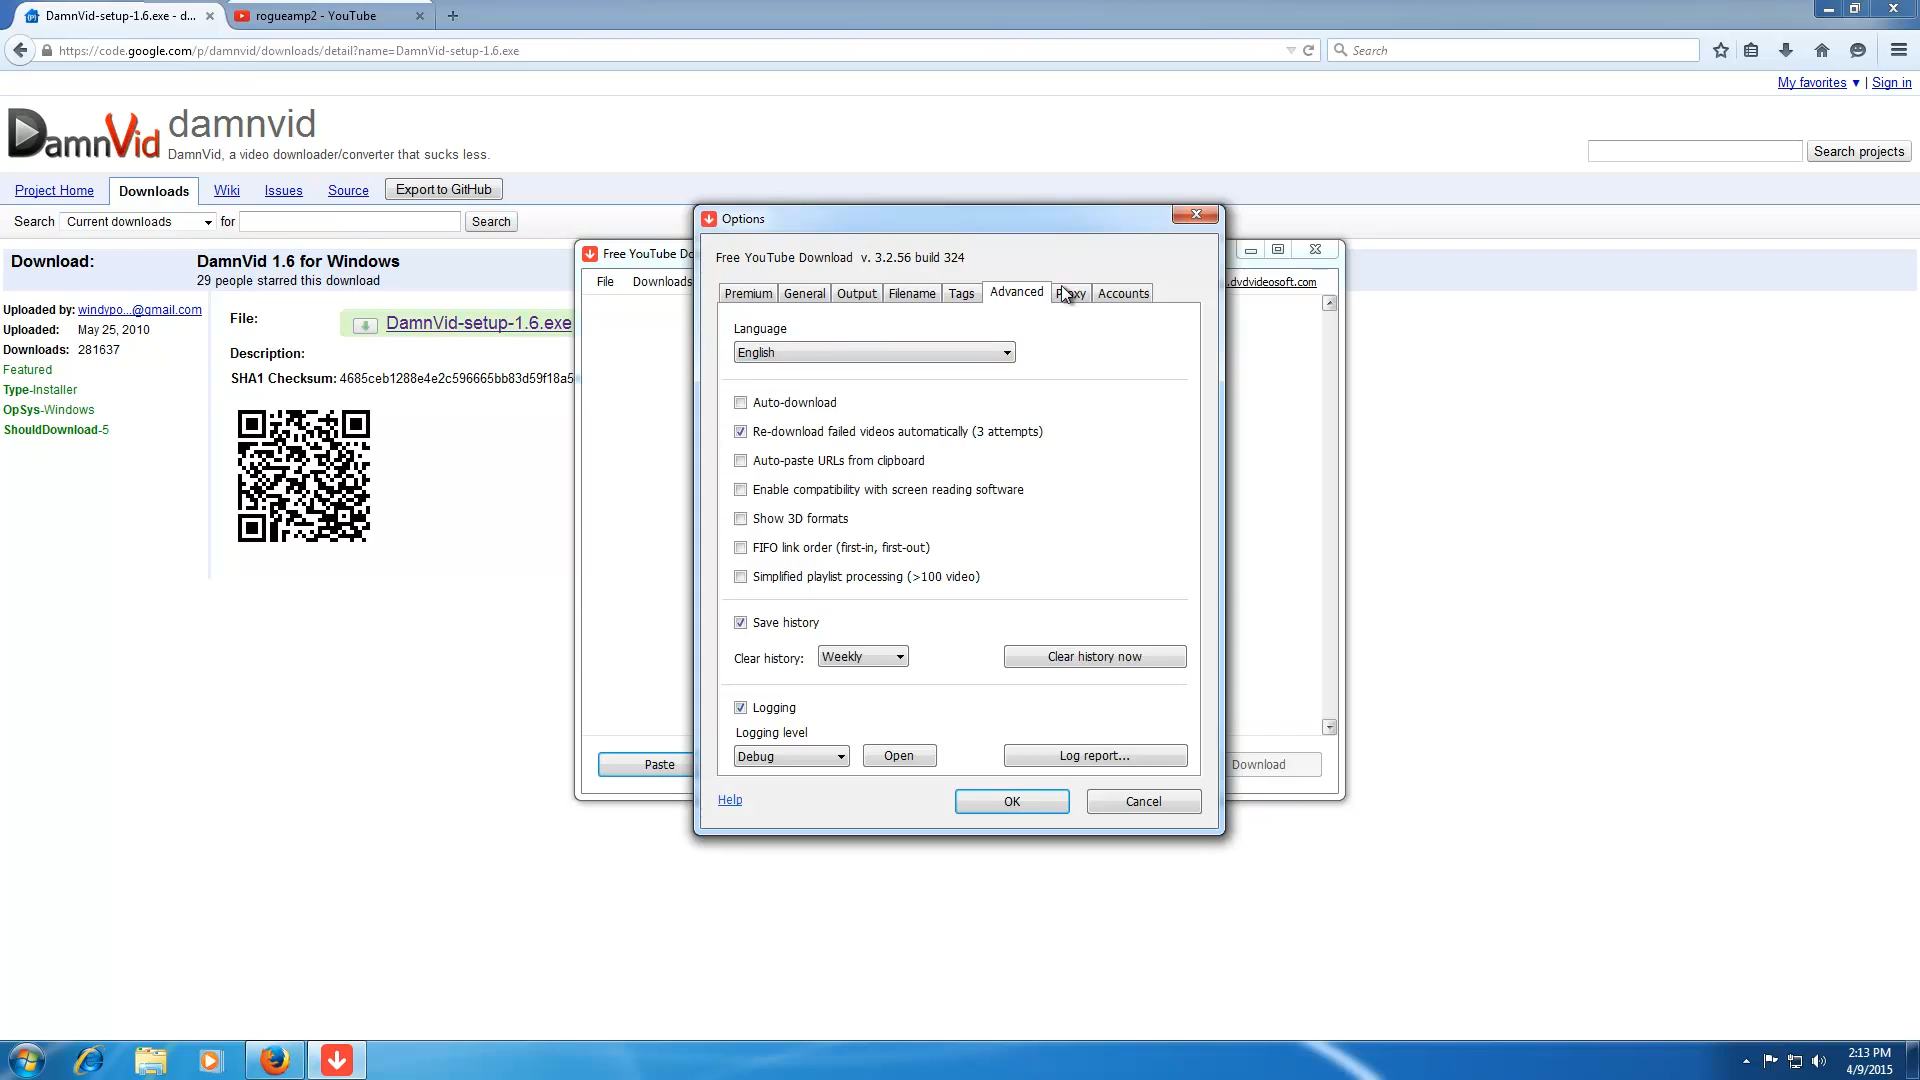 DamnVid-setup-1.6.exe - d...
rogueamp2 - YouTube
https://code.google.com/p/damnvid/downloads/detail?name=DamnVid-setup-1.6.exe
Search
My favorites ▼ | Sign in
DamnVid
damnvid
DamnVid, a video downloader/converter that sucks less.
Search projects
Project Home
Downloads
Wiki
Issues
Source
Export to GitHub
Search
Current downloads
for
Search
Download:
DamnVid 1.6 for Windows
29 people starred this download
Uploaded by: windypo...@gmail.com
Uploaded: May 25, 2010
Downloads: 281637
Featured
Type-Installer
OpSys-Windows
ShouldDownload-5
File:
DamnVid-setup-1.6.exe
Description:
SHA1 Checksum: 4685ceb1288e4e2c596665bb83d59f18a5
Free YouTube Do
File
Downloads
.dvdvideosoft.com
Paste
Download
Options
Free YouTube Download v. 3.2.56 build 324
Premium
General
Output
Filename
Tags
Advanced
Proxy
Accounts
Language
English
Auto-download
Re-download failed videos automatically (3 attempts)
Auto-paste URLs from clipboard
Enable compatibility with screen reading software
Show 3D formats
FIFO link order (first-in, first-out)
Simplified playlist processing (>100 video)
Save history
Clear history:
Weekly
Clear history now
Logging
Logging level
Debug
Open
Log report...
Help
OK
Cancel
2:13 PM
4/9/2015